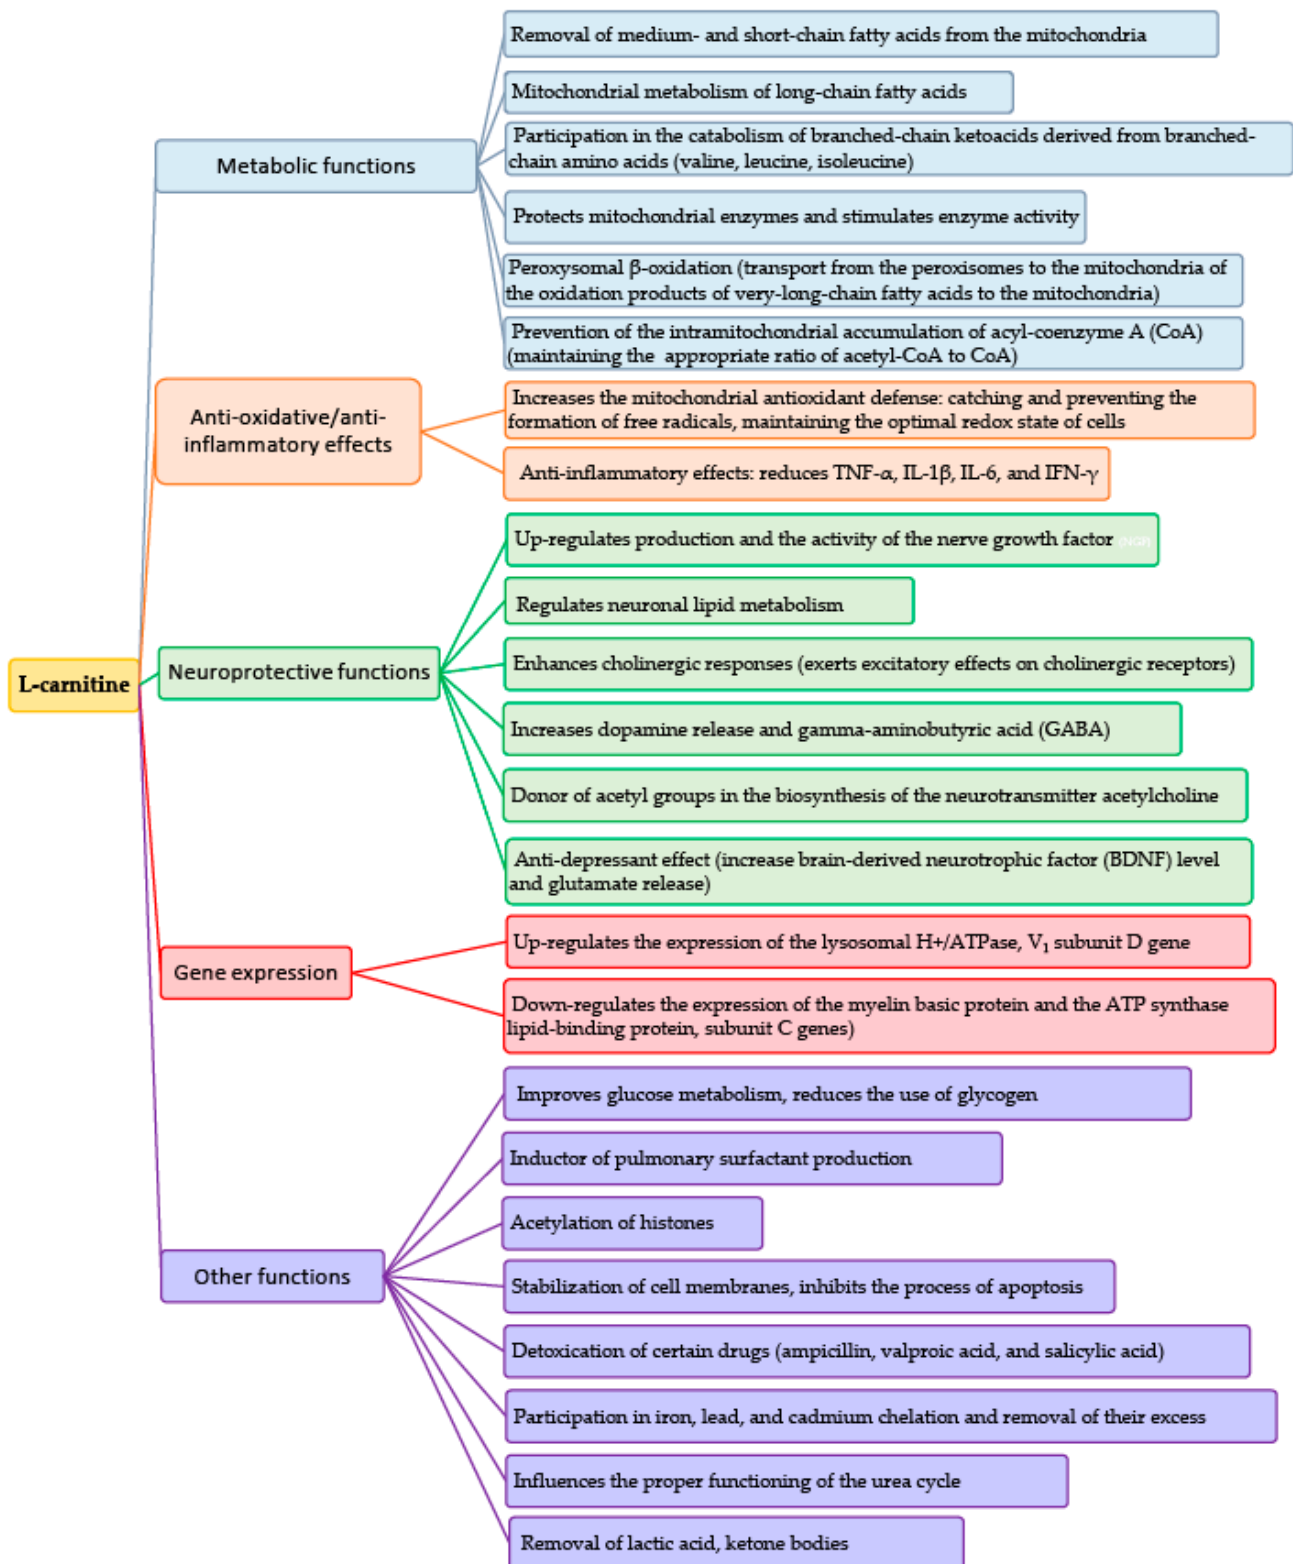 Removal of medium- and short-chain fatty acids from the mitochondria
Mitochondrial metabolism of long-chain fatty acids
Participation in the catabolism of branched-chain ketoacids derived from branched-
chain amino acids (valine, leucine, isoleucine)
Metabolic functions
Protects mitochondrial enzymes and stimulates enzyme activity
Peroxysomal β-oxidation (transport from the peroxisomes to the mitochondria of
the oxidation products of very-long-chain fatty acids to the mitochondria)
Prevention of the intramitochondrial accumulation of acyl-coenzyme A (CoA)
(maintaining the appropriate ratio of acetyl-CoA to CoA)
Anti-oxidative/anti-
inflammatory effects
Increases the mitochondrial antioxidant defense: catching and preventing the
formation of free radicals, maintaining the optimal redox state of cells
Anti-inflammatory effects: reduces TNF-α, IL-1β, IL-6, and IFN-γ
Up-regulates production and the activity of the nerve growth factor (NGF)
Regulates neuronal lipid metabolism
Enhances cholinergic responses (exerts excitatory effects on cholinergic receptors)
L-carnitine
Neuroprotective functions
Increases dopamine release and gamma-aminobutyric acid (GABA)
Donor of acetyl groups in the biosynthesis of the neurotransmitter acetylcholine
Anti-depressant effect (increase brain-derived neurotrophic factor (BDNF) level
and glutamate release)
Gene expression
Up-regulates the expression of the lysosomal H+/ATPase, V₁ subunit D gene
Down-regulates the expression of the myelin basic protein and the ATP synthase
lipid-binding protein, subunit C genes)
Improves glucose metabolism, reduces the use of glycogen
Inductor of pulmonary surfactant production
Acetylation of histones
Other functions
Stabilization of cell membranes, inhibits the process of apoptosis
Detoxication of certain drugs (ampicillin, valproic acid, and salicylic acid)
Participation in iron, lead, and cadmium chelation and removal of their excess
Influences the proper functioning of the urea cycle
Removal of lactic acid, ketone bodies